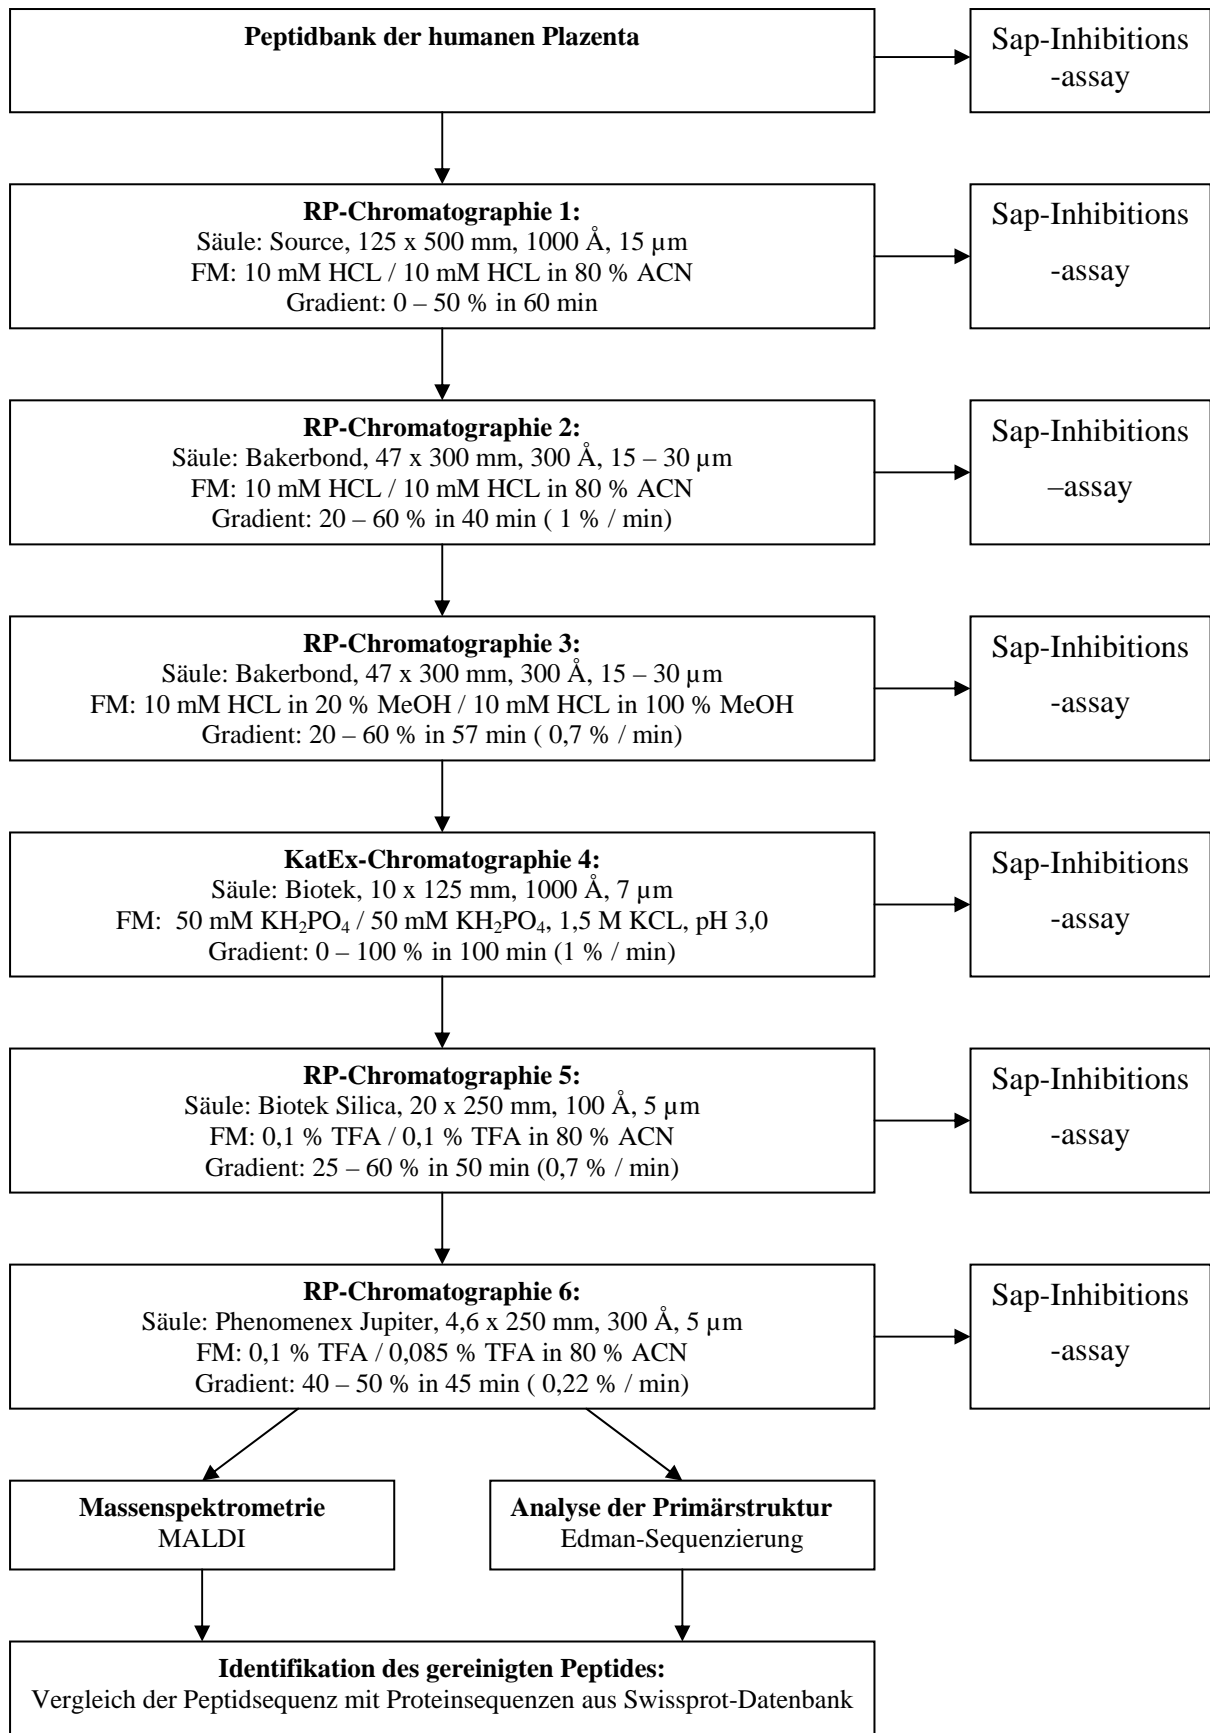 Peptidbank der humanen Plazenta
Sap-Inhibitions
-assay
RP-Chromatographie 1:
Säule: Source, 125 x 500 mm, 1000 Å, 15 µm
FM: 10 mM HCL / 10 mM HCL in 80 % ACN
Gradient: 0 – 50 % in 60 min
Sap-Inhibitions
-assay
RP-Chromatographie 2:
Säule: Bakerbond, 47 x 300 mm, 300 Å, 15 – 30 µm
FM: 10 mM HCL / 10 mM HCL in 80 % ACN
Gradient: 20 – 60 % in 40 min ( 1 % / min)
Sap-Inhibitions
–assay
RP-Chromatographie 3:
Säule: Bakerbond, 47 x 300 mm, 300 Å, 15 – 30 µm
FM: 10 mM HCL in 20 % MeOH / 10 mM HCL in 100 % MeOH
Gradient: 20 – 60 % in 57 min ( 0,7 % / min)
Sap-Inhibitions
-assay
KatEx-Chromatographie 4:
Säule: Biotek, 10 x 125 mm, 1000 Å, 7 µm
FM: 50 mM KH₂PO₄ / 50 mM KH₂PO₄, 1,5 M KCL, pH 3,0
Gradient: 0 – 100 % in 100 min (1 % / min)
Sap-Inhibitions
-assay
RP-Chromatographie 5:
Säule: Biotek Silica, 20 x 250 mm, 100 Å, 5 µm
FM: 0,1 % TFA / 0,1 % TFA in 80 % ACN
Gradient: 25 – 60 % in 50 min (0,7 % / min)
Sap-Inhibitions
-assay
RP-Chromatographie 6:
Säule: Phenomenex Jupiter, 4,6 x 250 mm, 300 Å, 5 µm
FM: 0,1 % TFA / 0,085 % TFA in 80 % ACN
Gradient: 40 – 50 % in 45 min ( 0,22 % / min)
Sap-Inhibitions
-assay
Massenspektrometrie
MALDI
Analyse der Primärstruktur
Edman-Sequenzierung
Identifikation des gereinigten Peptides:
Vergleich der Peptidsequenz mit Proteinsequenzen aus Swissprot-Datenbank